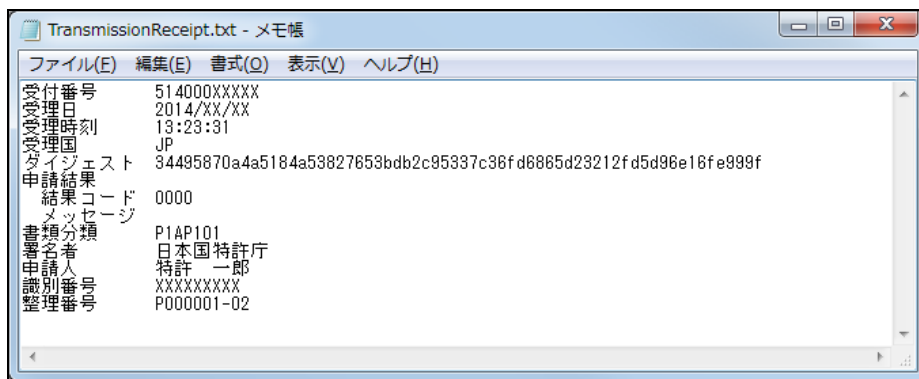 TransmissionReceipt.txt - メモ帳
ファイル(F) 編集(E) 書式(O) 表示(V) ヘルプ(H)
受付番号 514000XXXXX
受理日 2014/XX/XX
受理時刻 13:23:31
受理国 JP
ダイジェスト 34495870a4a5184a53827653bdb2c95337c36fd6865d23212fd5d96e16fe999f
申請結果
結果コード 0000
メッセージ
書類分類 P1AP101
署名者 日本国特許庁
申請人 特許 一郎
識別番号 XXXXXXXXX
整理番号 P000001-02